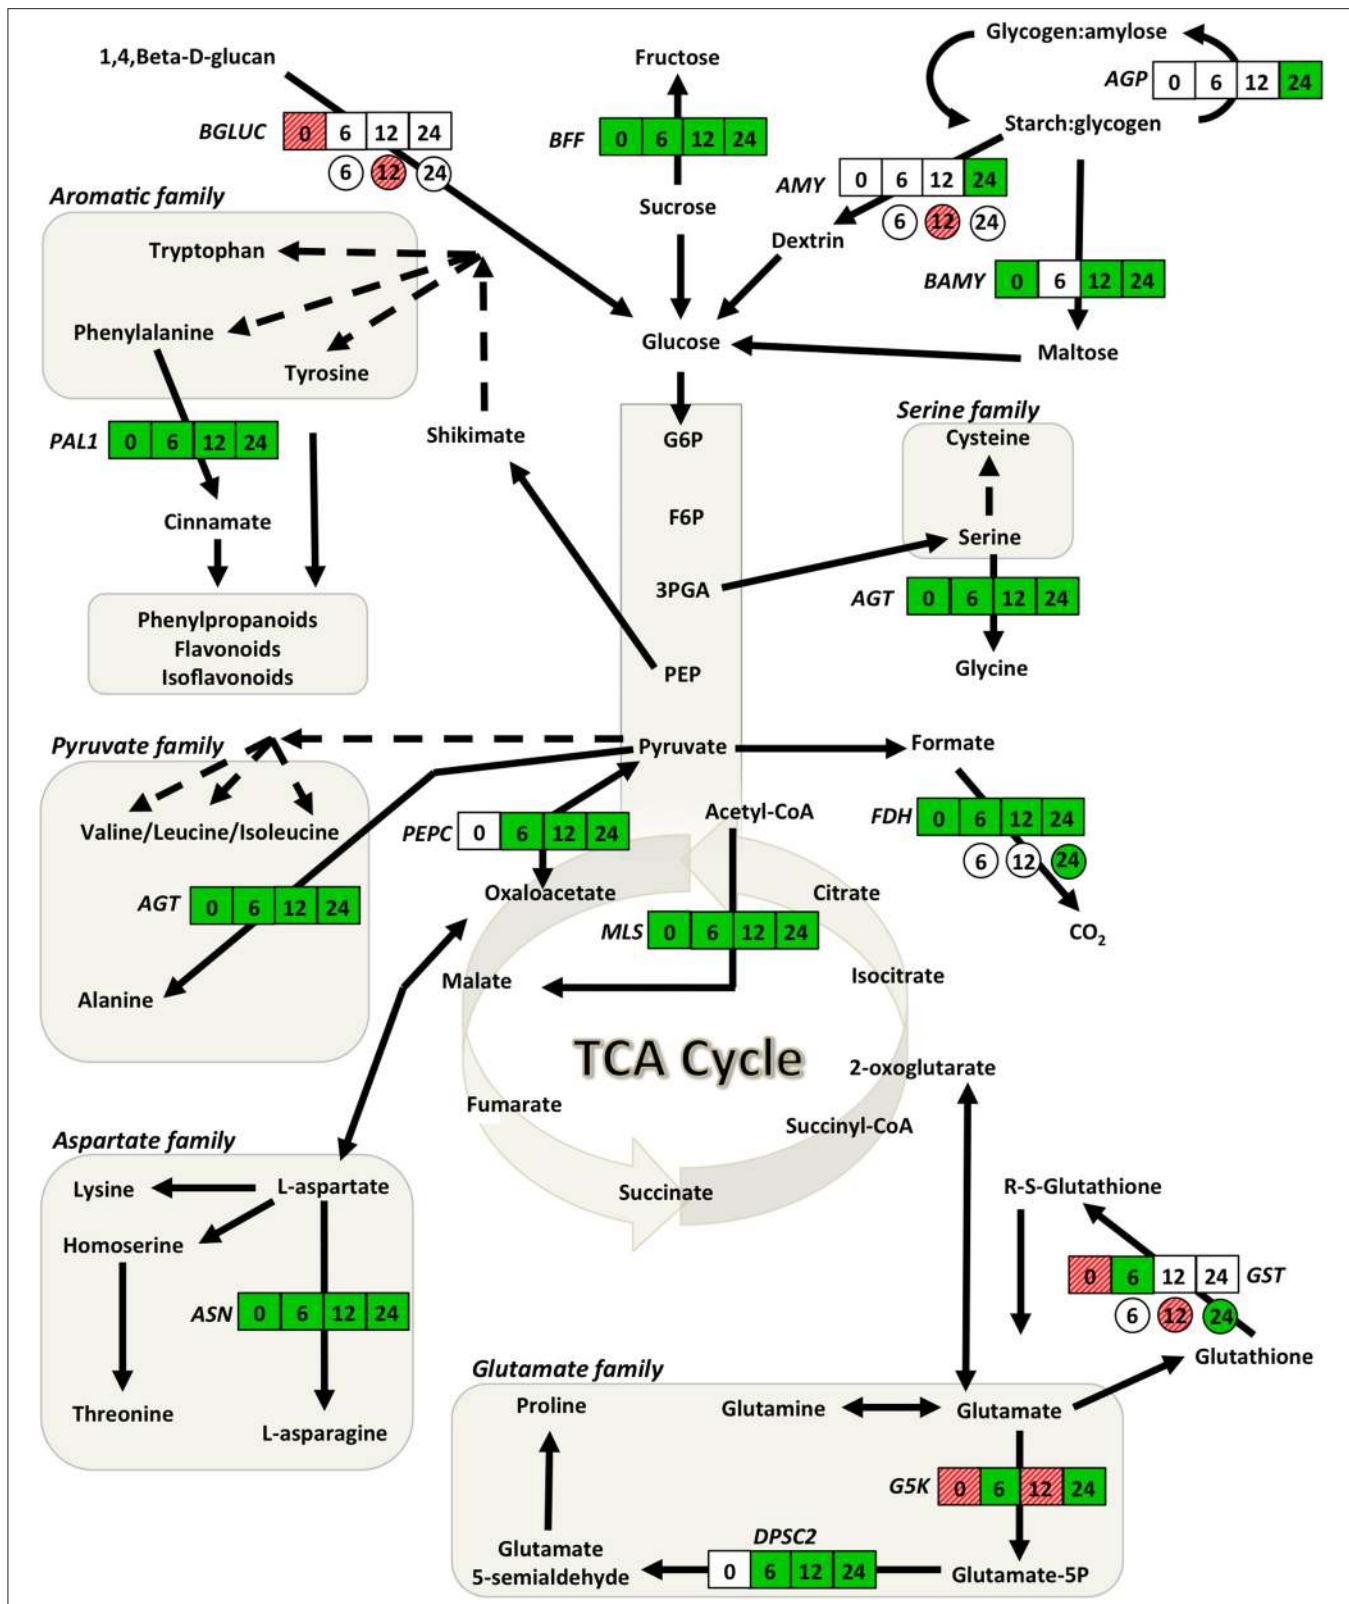 Glycogen:amylose
1,4,Beta-D-glucan
Fructose
AGP 0 6 12 24
Starch:glycogen
BGLUC 0 6 12 24
6 12 24
BFF 0 6 12 24
AMY 0 6 12 24
6 12 24
Aromatic family
Sucrose
Dextrin
Tryptophan
BAMY 0 6 12 24
Phenylalanine
Glucose
Maltose
Tyrosine
Serine family
PAL1 0 6 12 24
Shikimate
G6P
Cysteine
Cinnamate
F6P
Serine
3PGA
AGT 0 6 12 24
Phenylpropanoids
Flavonoids
Isoflavonoids
PEP
Glycine
Pyruvate family
Pyruvate
Formate
Valine/Leucine/Isoleucine
PEPC 0 6 12 24
Acetyl-CoA
FDH 0 6 12 24
6 12 24
AGT 0 6 12 24
Oxaloacetate
Citrate
MLS 0 6 12 24
CO2
Alanine
Malate
Isocitrate
TCA Cycle
2-oxoglutarate
Fumarate
Succinyl-CoA
Aspartate family
Lysine
L-aspartate
Succinate
R-S-Glutathione
Homoserine
GST 0 6 12 24
6 12 24
ASN 0 6 12 24
Glutathione
Glutamate family
Threonine
L-asparagine
Proline
Glutamine
Glutamate
G5K 0 6 12 24
DPSC2
Glutamate
5-semialdehyde
0 6 12 24
Glutamate-5P